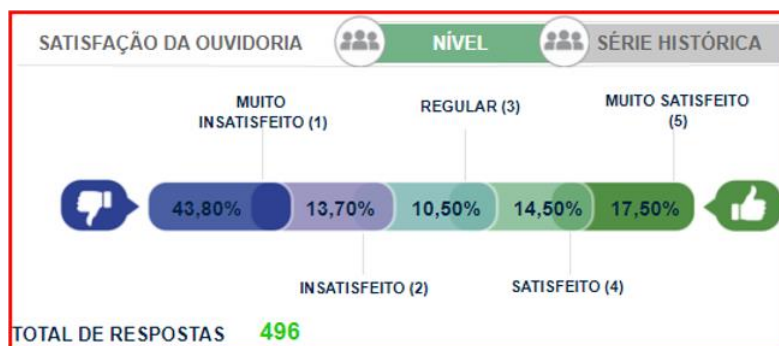 SATISFAÇÃO DA OUVIDORIA
NÍVEL
SÉRIE HISTÓRICA
MUITO
INSATISFEITO (1)
REGULAR (3)
MUITO SATISFEITO
(5)
43,80%
13,70%
10,50%
14,50%
17,50%
INSATISFEITO (2)
SATISFEITO (4)
TOTAL DE RESPOSTAS 496